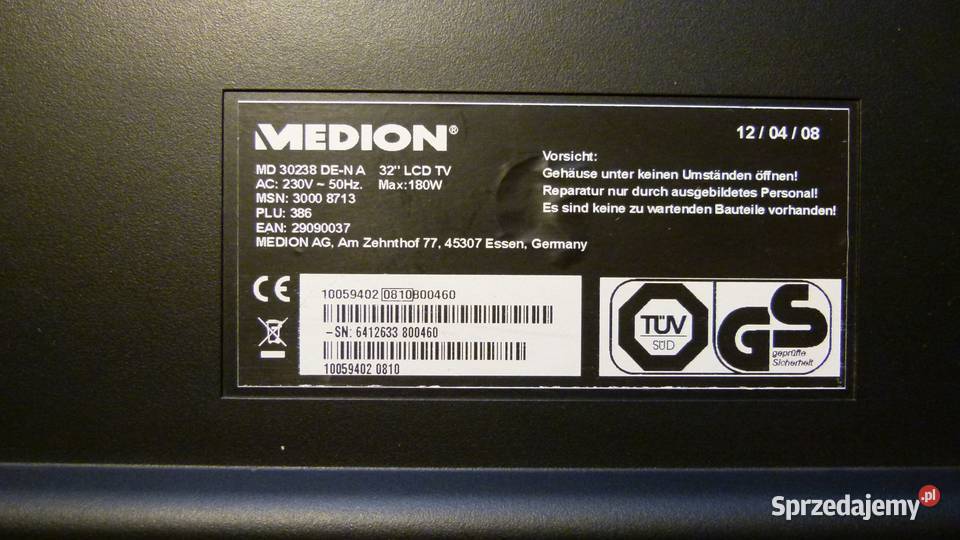 MEDION®
12 / 04 / 08
MD 30238 DE-N A 32'' LCD TV
AC: 230V ~ 50Hz. Max:180W
MSN: 3000 8713
PLU: 386
EAN: 29090037
MEDION AG, Am Zehnthof 77, 45307 Essen, Germany
Vorsicht:
Gehäuse unter keinen Umständen öffnen!
Reparatur nur durch ausgebildetes Personal!
Es sind keine zu wartenden Bauteile vorhanden!
CE
10059402 0810800460
-SN: 6412633 800460
10059402 0810
TÜV
SÜD
GS
geprüfte
Sicherheit
Sprzedajemy.pl